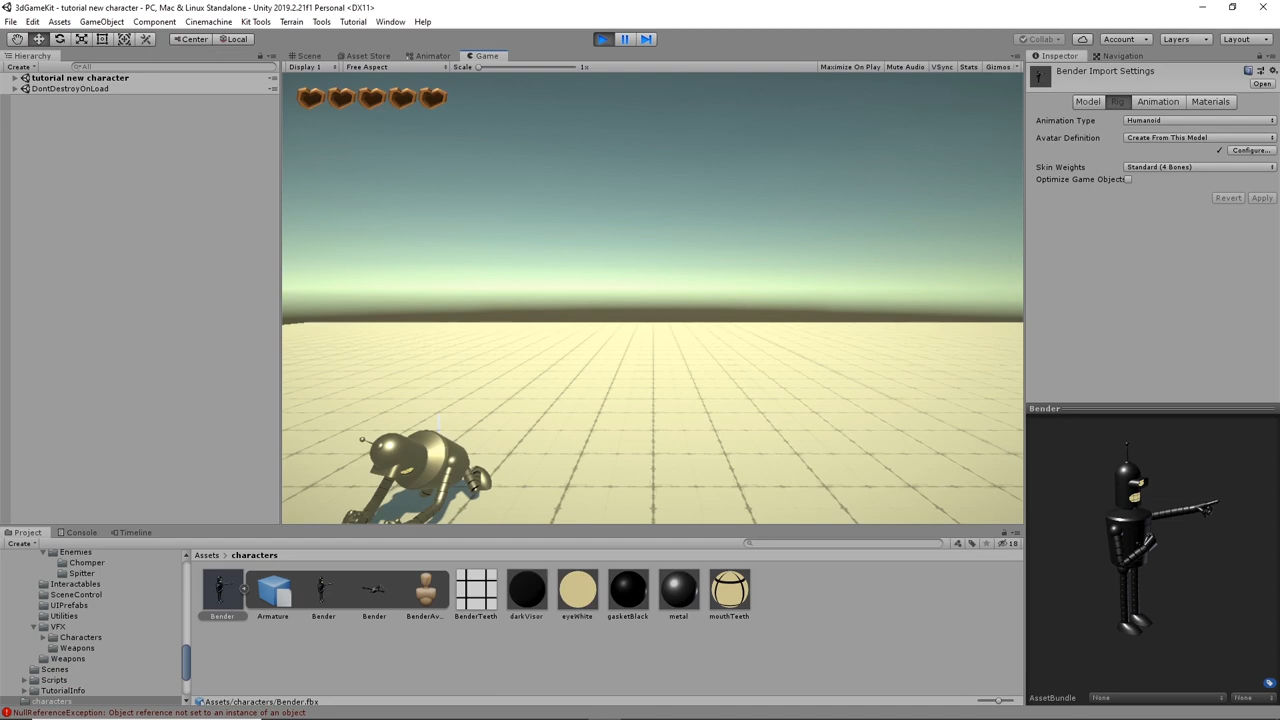 3dGameKit - tutorial new character - PC, Mac & Linux Standalone - Unity 2019.2.21f1 Personal <DX11>
File Edit Assets GameObject Component Cinemachine Kit Tools Terrain Tools Tutorial Window Help
Center Local Collab Account Layers Layout
Hierarchy Scene Asset Store Animator Game Inspector Navigation
Create All Display 1 Free Aspect Scale 1x Maximize On Play Mute Audio VSync Stats Gizmos
tutorial new character
DontDestroyOnLoad
Bender Import Settings
Open
Model Rig Animation Materials
Animation Type Humanoid
Avatar Definition Create From This Model
Configure...
Skin Weights Standard (4 Bones)
Optimize Game Objects
Revert Apply
Bender
Project Console Timeline
Create 18
Enemies
Chomper
Spitter
Interactables
SceneControl
UIPrefabs
Utilities
VFX
Characters
Weapons
Weapons
Scenes
Scripts
TutorialInfo
characters
Assets characters
Bender Armature Bender Bender BenderAv... BenderTeeth darkVisor eyeWhite gasketBlack metal mouthTeeth
Assets/characters/Bender.fbx
AssetBundle None None
NullReferenceException: Object reference not set to an instance of an object